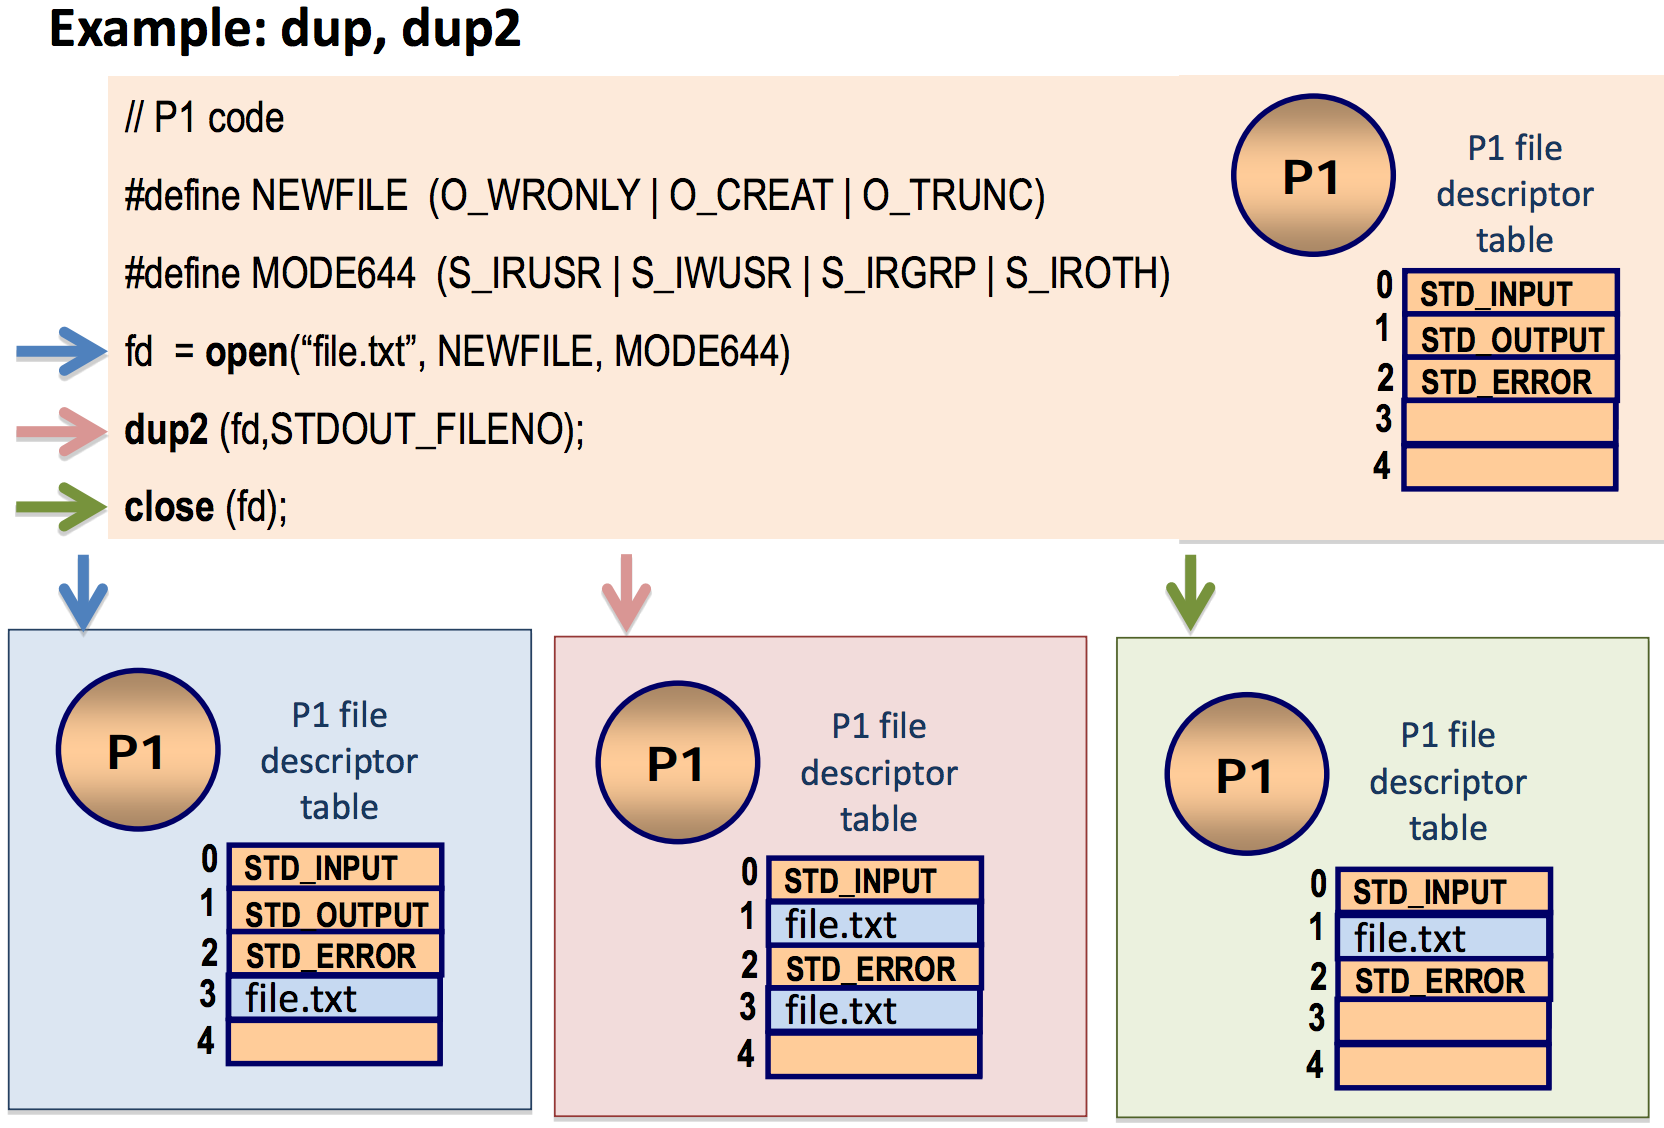 Example: dup, dup2
// P1 code
#define NEWFILE  (O_WRONLY | O_CREAT | O_TRUNC)
#define MODE644  (S_IRUSR | S_IWUSR | S_IRGRP | S_IROTH)
fd  = open(“file.txt”, NEWFILE, MODE644)
dup2 (fd,STDOUT_FILENO);
close (fd);
P1
P1 file
descriptor
table
0 STD_INPUT
1 STD_OUTPUT
2 STD_ERROR
3
4
P1
P1 file
descriptor
table
0 STD_INPUT
1 STD_OUTPUT
2 STD_ERROR
3 file.txt
4
P1
P1 file
descriptor
table
0 STD_INPUT
1 file.txt
2 STD_ERROR
3 file.txt
4
P1
P1 file
descriptor
table
0 STD_INPUT
1 file.txt
2 STD_ERROR
3
4